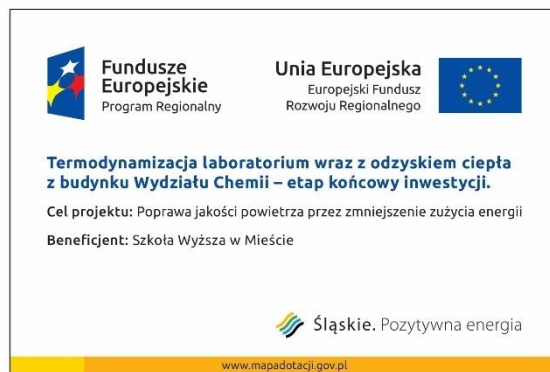 Fundusze
Europejskie
Program Regionalny
Unia Europejska
Europejski Fundusz
Rozwoju Regionalnego
Termodynamizacja laboratorium wraz z odzyskiem ciepła
z budynku Wydziału Chemii – etap końcowy inwestycji.
Cel projektu: Poprawa jakości powietrza przez zmniejszenie zużycia energii
Beneficjent: Szkoła Wyższa w Mieście
Śląskie. Pozytywna energia
www.mapadotacji.gov.pl